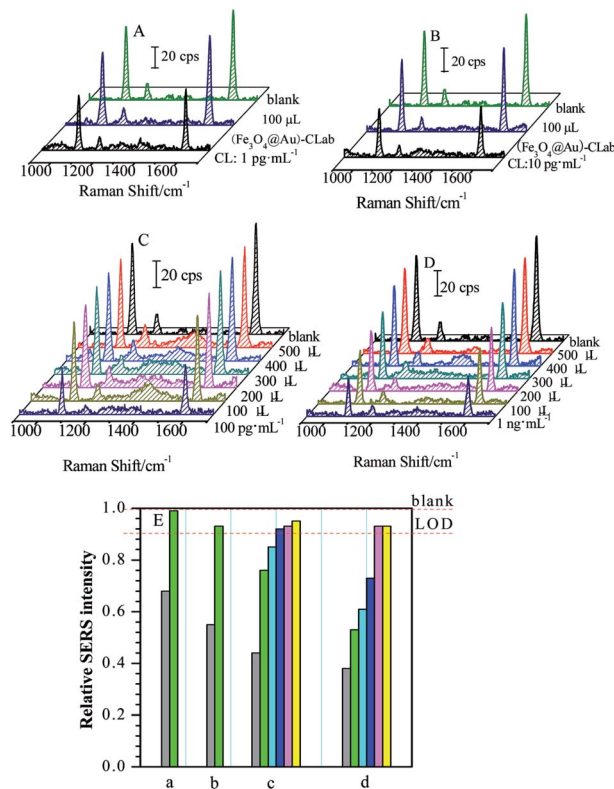 A
20 cps
blank
100 μL
(Fe₃O₄@Au)-CLab
CL: 1 pg·mL⁻¹
1000 1200 1400 1600
Raman Shift/cm⁻¹
B
20 cps
blank
100 μL
(Fe₃O₄@Au)-CLab
CL:10 pg·mL⁻¹
1000 1200 1400 1600
Raman Shift/cm⁻¹
C
20 cps
blank
500 μL
400 μL
300 μL
200 μL
100 μL
100 pg·mL⁻¹
1000 1200 1400 1600
Raman Shift/cm⁻¹
D
20 cps
blank
500 μL
400 μL
300 μL
200 μL
100 μL
1 ng·mL⁻¹
1000 1200 1400 1600
Raman Shift/cm⁻¹
E
blank
LOD
1.0
0.8
0.6
0.4
0.2
0.0
Relative SERS intensity
a b c d